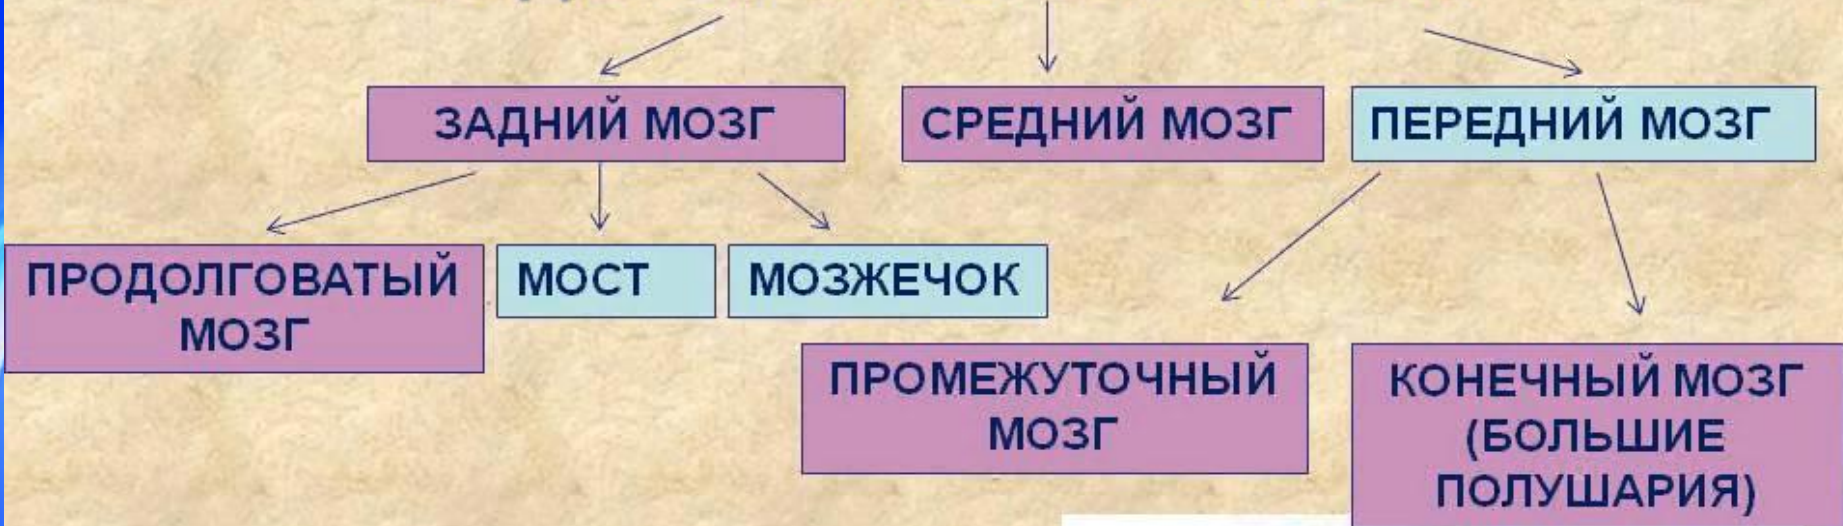 ЗАДНИЙ МОЗГ
СРЕДНИЙ МОЗГ
ПЕРЕДНИЙ МОЗГ
ПРОДОЛГОВАТЫЙ
МОЗГ
МОСТ
МОЗЖЕЧОК
ПРОМЕЖУТОЧНЫЙ
МОЗГ
КОНЕЧНЫЙ МОЗГ
(БОЛЬШИЕ
ПОЛУШАРИЯ)